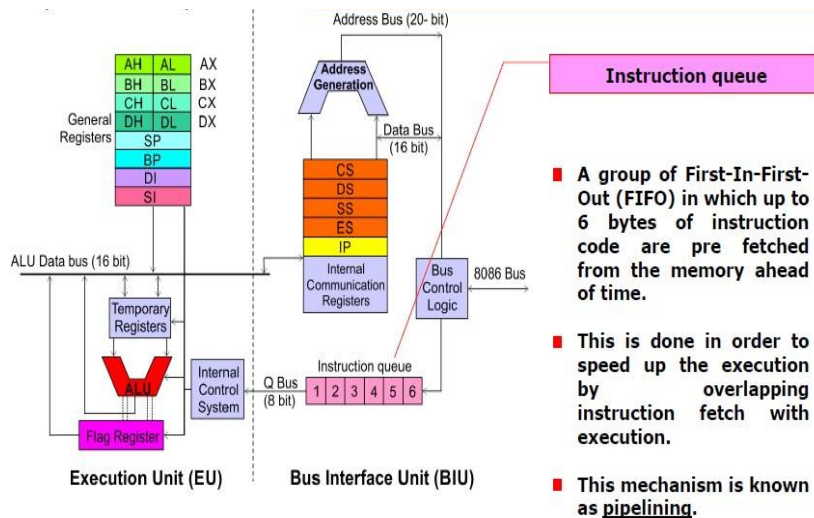 Address Bus (20- bit)
AH AL AX
BH BL BX
CH CL CX
DH DL DX
General
Registers
SP
BP
DI
SI
Address
Generation
Data Bus
(16 bit)
CS
DS
SS
ES
IP
Internal
Communication
Registers
ALU Data bus (16 bit)
Temporary
Registers
ALU
Internal
Control
System
Flag Register
Bus
Control
Logic
8086 Bus
Instruction queue
Q Bus
(8 bit)
1 2 3 4 5 6
Execution Unit (EU)
Bus Interface Unit (BIU)
Instruction queue
A group of First-In-First-
Out (FIFO) in which up to
6 bytes of instruction
code are pre fetched
from the memory ahead
of time.
This is done in order to
speed up the execution
by overlapping
instruction fetch with
execution.
This mechanism is known
as pipelining.